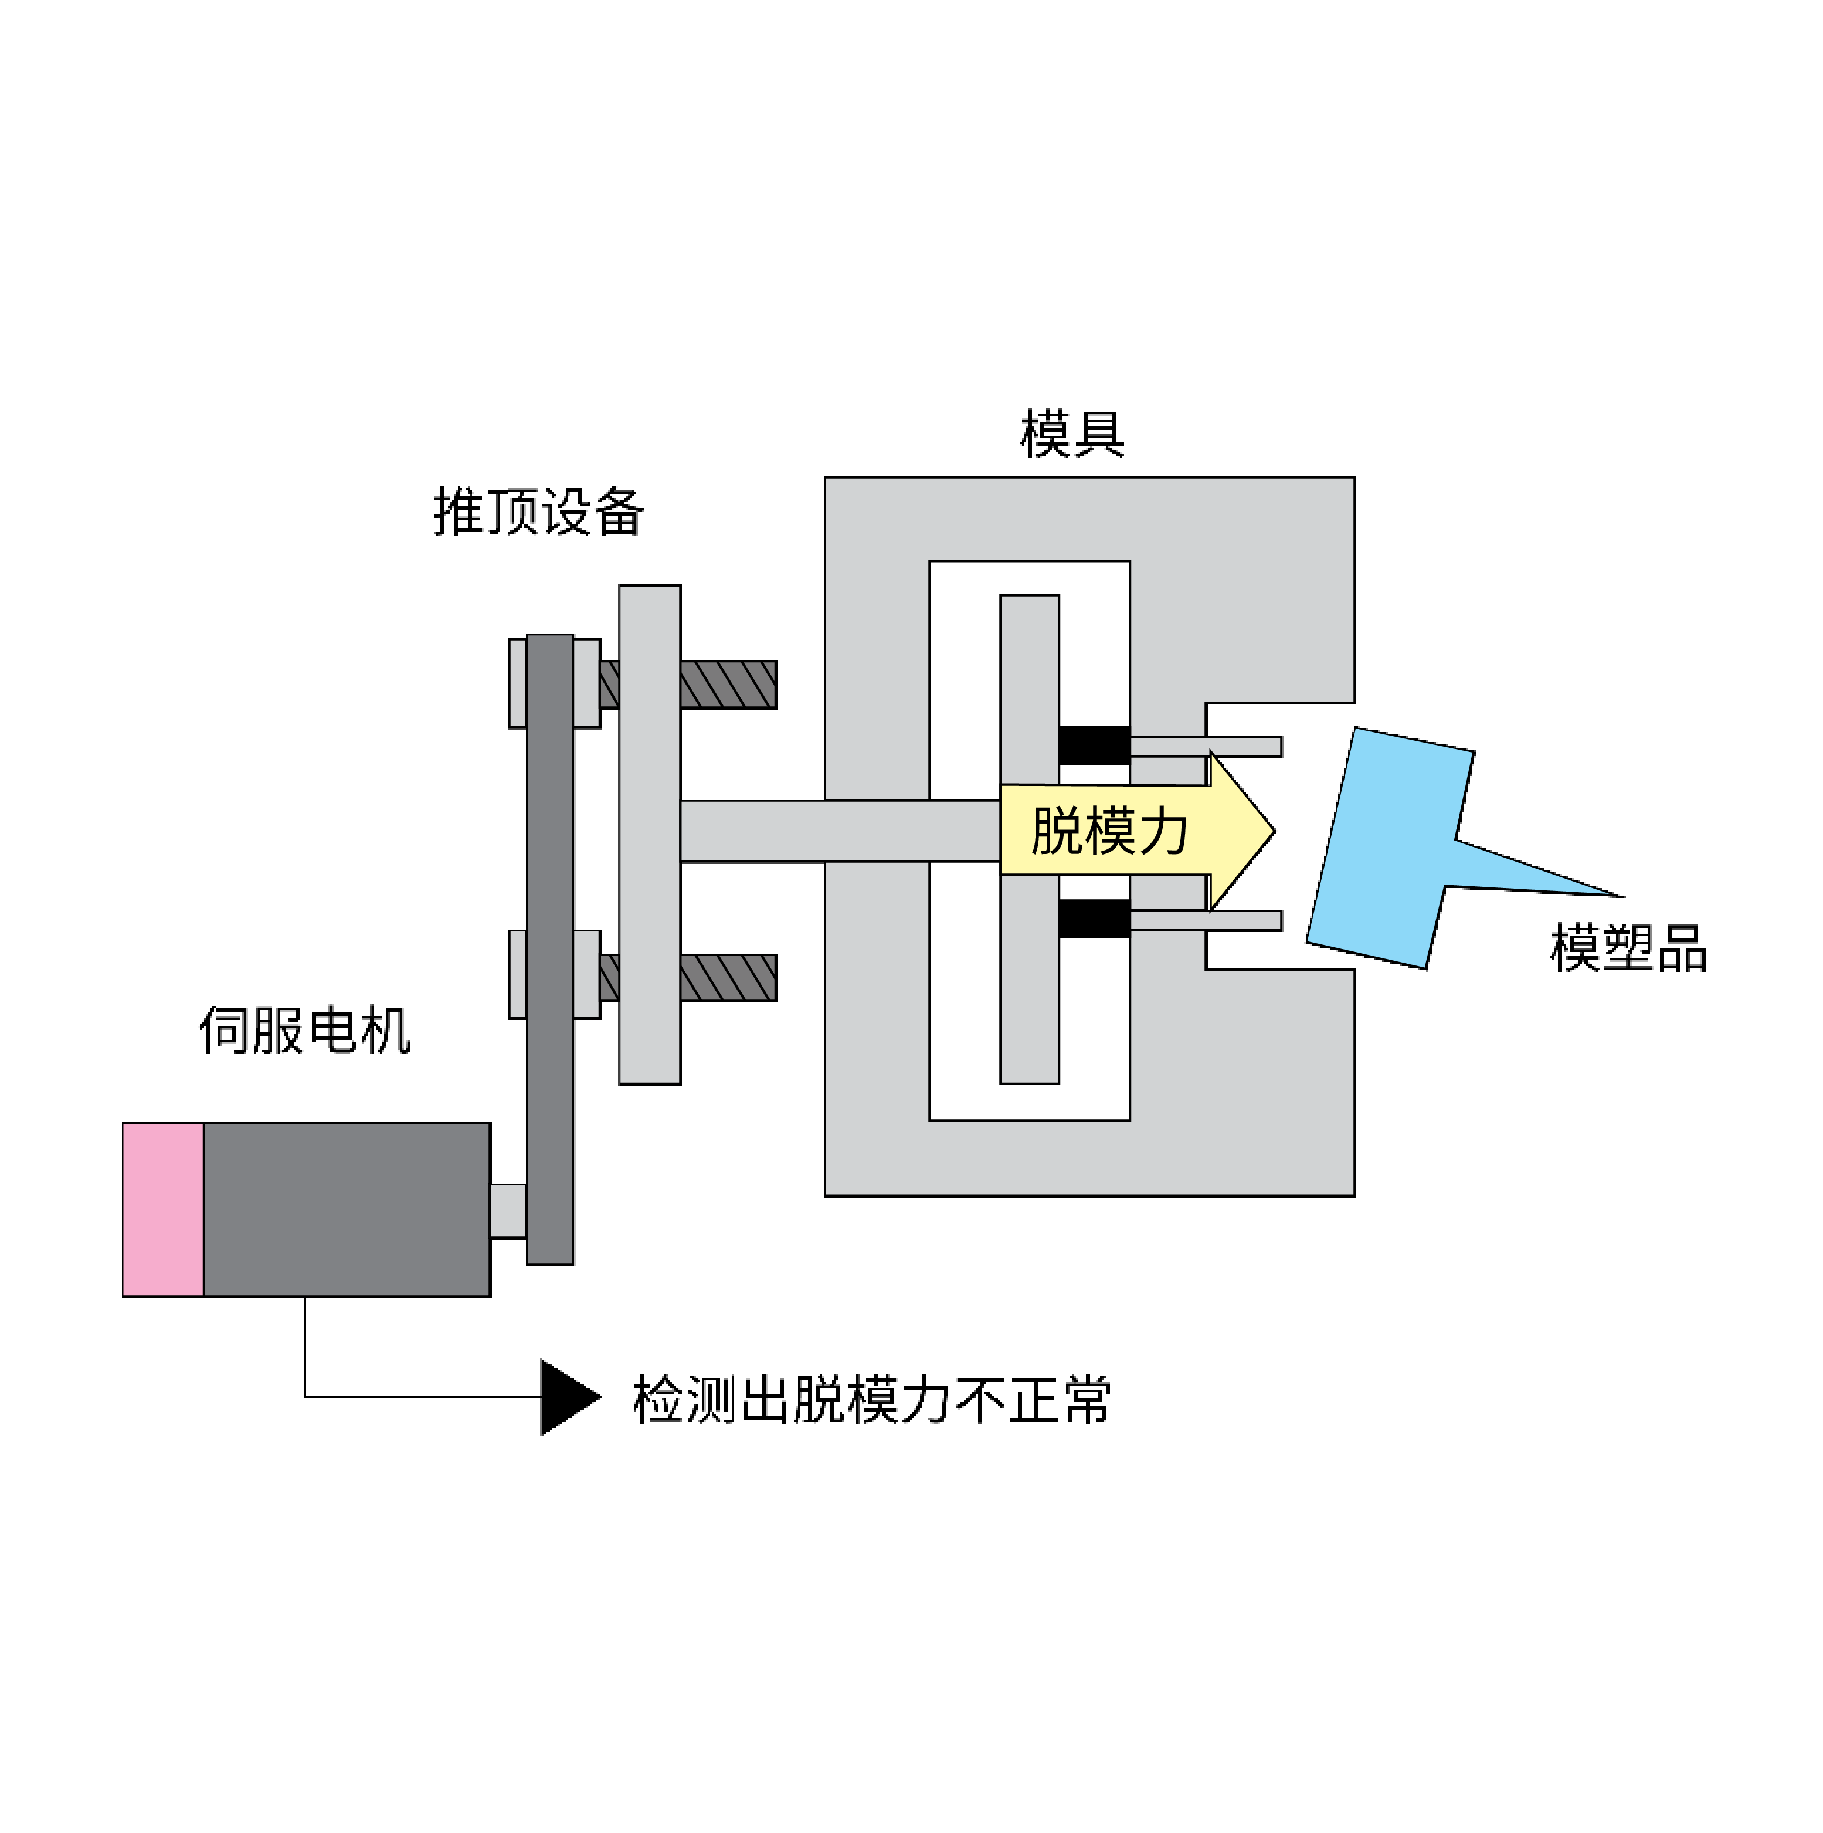 模具
推顶设备
脱模力
模塑品
伺服电机
检测出脱模力不正常